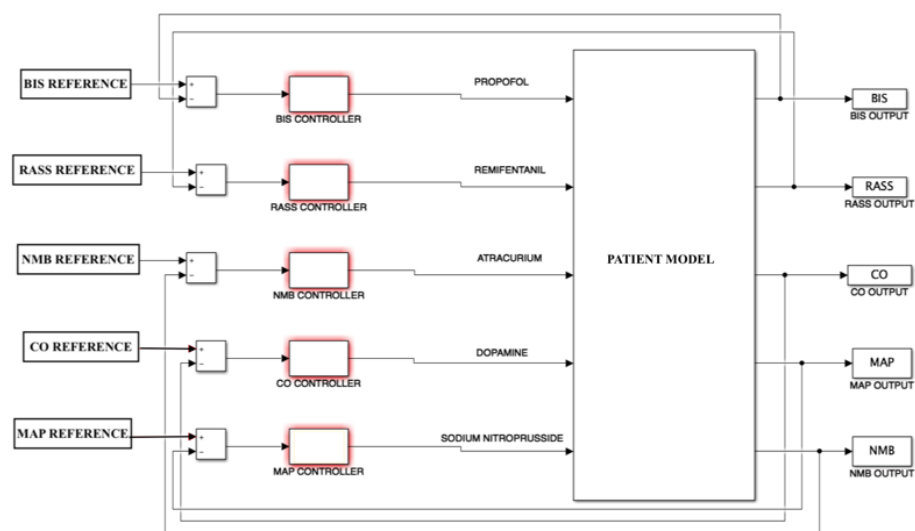 BIS REFERENCE
PROPOFOL
BIS CONTROLLER
BIS
BIS OUTPUT
RASS REFERENCE
REMIFENTANIL
RASS CONTROLLER
RASS
RASS OUTPUT
NMB REFERENCE
ATRACURIUM
NMB CONTROLLER
PATIENT MODEL
CO
CO OUTPUT
CO REFERENCE
DOPAMINE
CO CONTROLLER
MAP
MAP OUTPUT
MAP REFERENCE
SODIUM NITROPRUSSIDE
MAP CONTROLLER
NMB
NMB OUTPUT